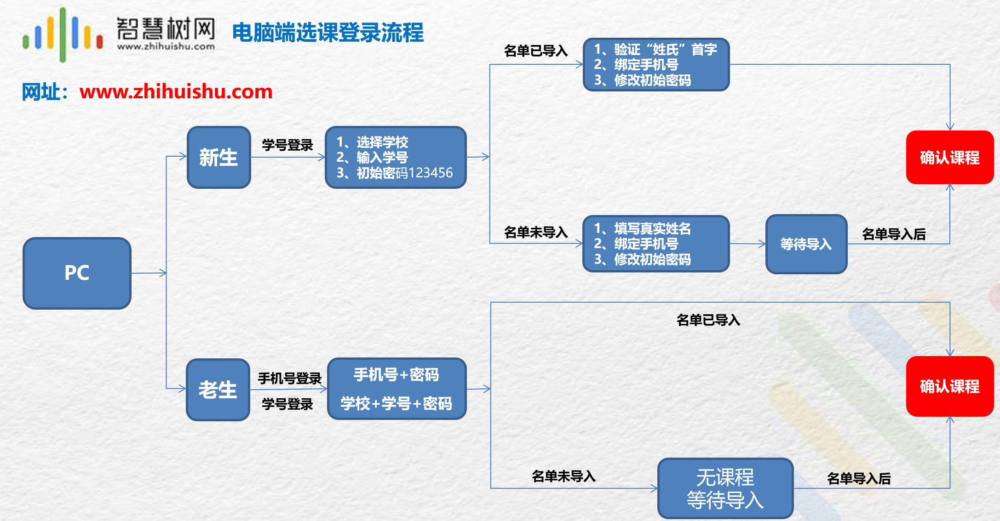 智慧树网
www.zhihuishu.com
电脑端选课登录流程
网址：www.zhihuishu.com
PC
新生
学号登录
1、选择学校
2、输入学号
3、初始密码123456
名单已导入
1、验证“姓氏”首字
2、绑定手机号
3、修改初始密码
确认课程
名单未导入
1、填写真实姓名
2、绑定手机号
3、修改初始密码
等待导入
名单导入后
老生
手机号登录
学号登录
手机号+密码
学校+学号+密码
名单已导入
确认课程
名单未导入
无课程
等待导入
名单导入后